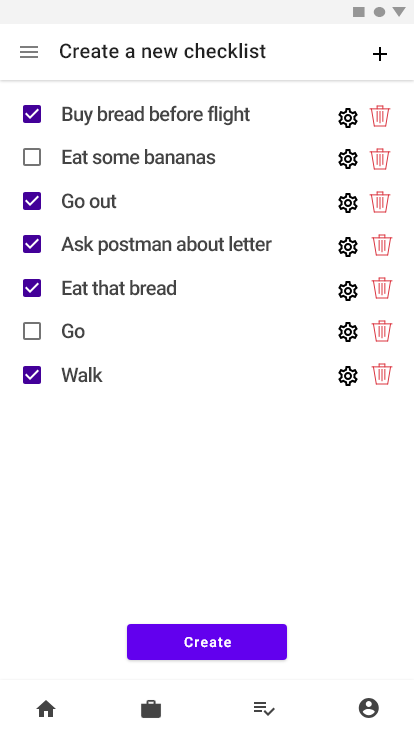 Create a new checklist
Buy bread before flight
Eat some bananas
Go out
Ask postman about letter
Eat that bread
Go
Walk
Create